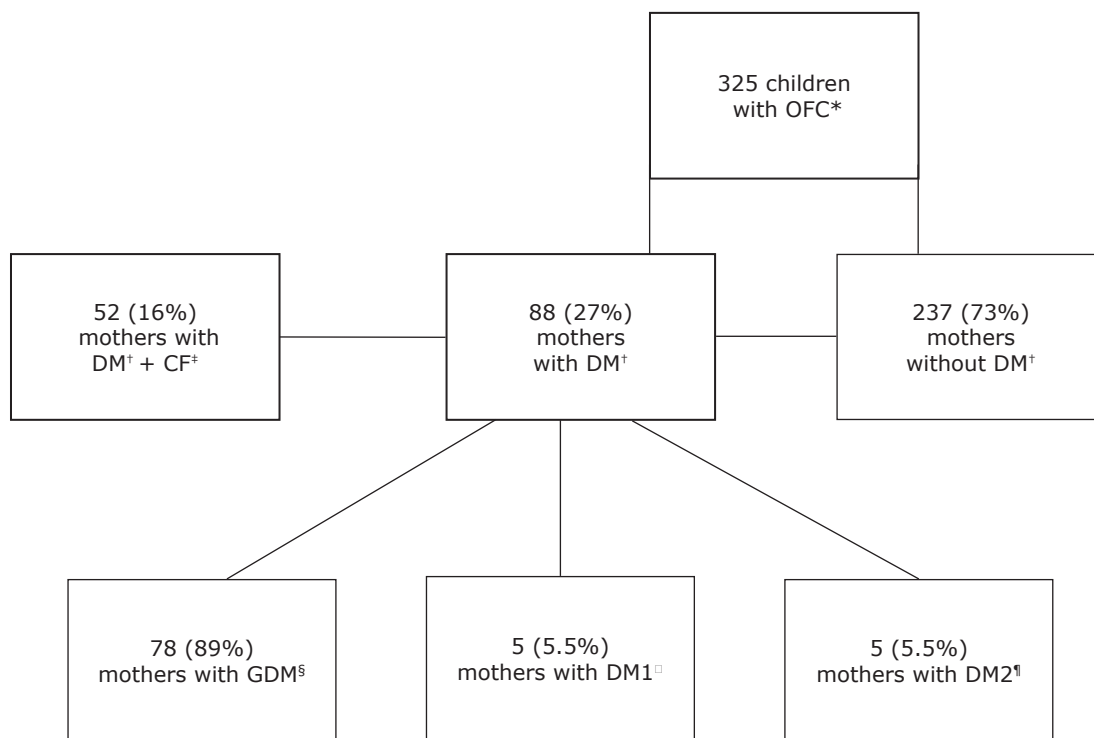 325 children
with OFC*
52 (16%)
mothers with
DM† + CF‡
88 (27%)
mothers
with DM†
237 (73%)
mothers
without DM†
78 (89%)
mothers with GDM§
5 (5.5%)
mothers with DM1□
5 (5.5%)
mothers with DM2¶